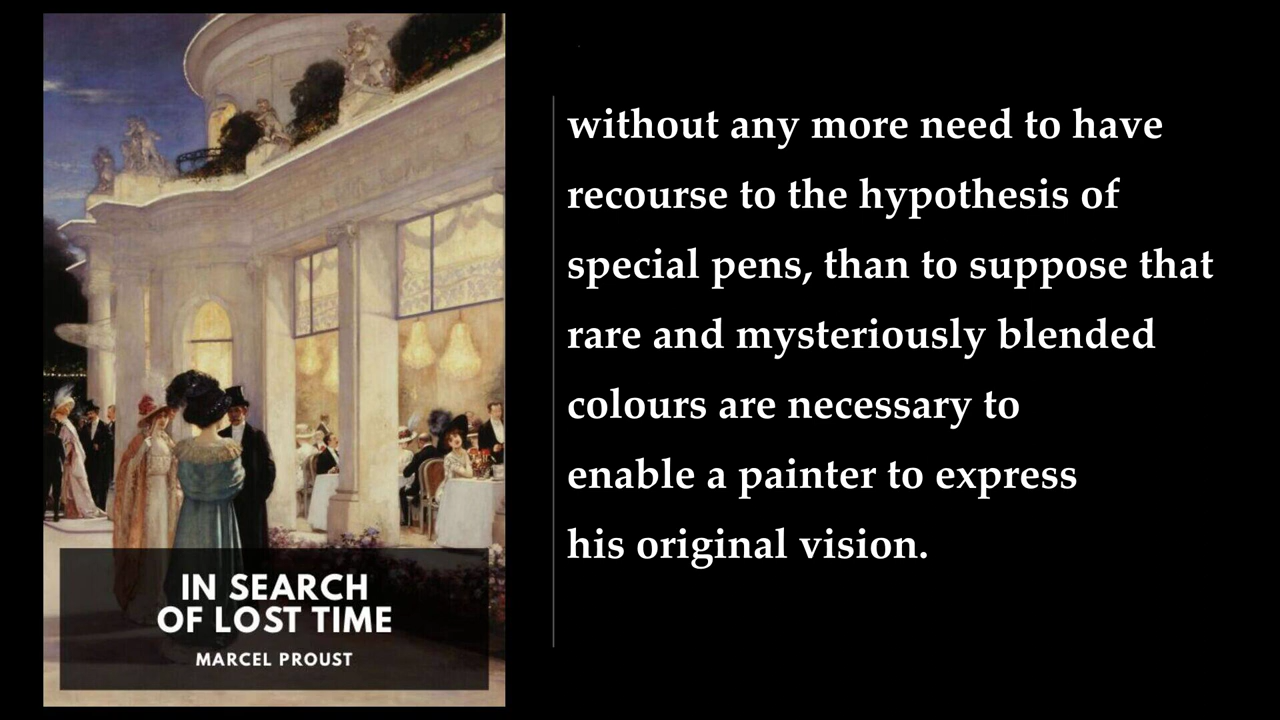 without any more need to have
recourse to the hypothesis of
special pens, than to suppose that
rare and mysteriously blended
colours are necessary to
enable a painter to express
his original vision.
IN SEARCH
OF LOST TIME
MARCEL PROUST